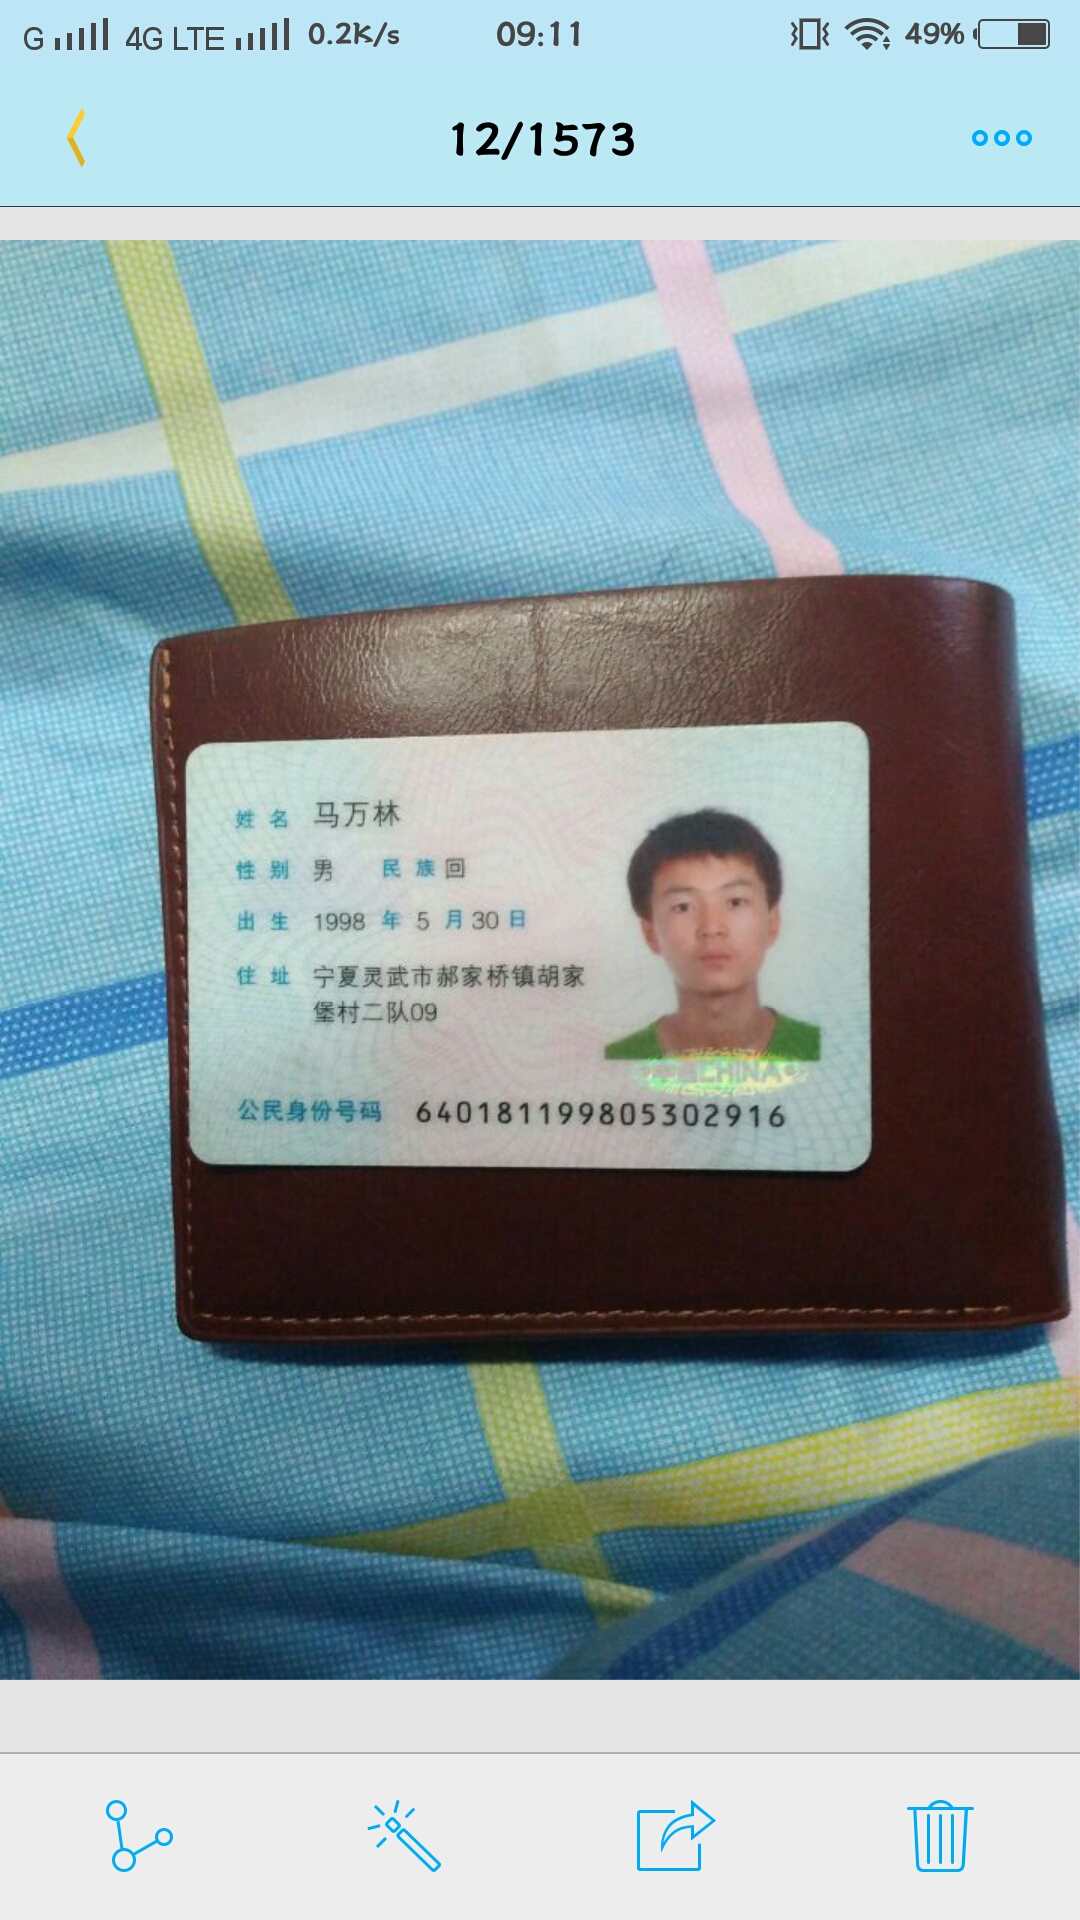 G 4G LTE 0.2K/s 09:11 49%
12/1573
姓名 马万林
性别 男 民族 回
出生 1998 年 5 月 30 日
住址 宁夏灵武市郝家桥镇胡家
堡村二队09
CHINA
公民身份号码 640181199805302916